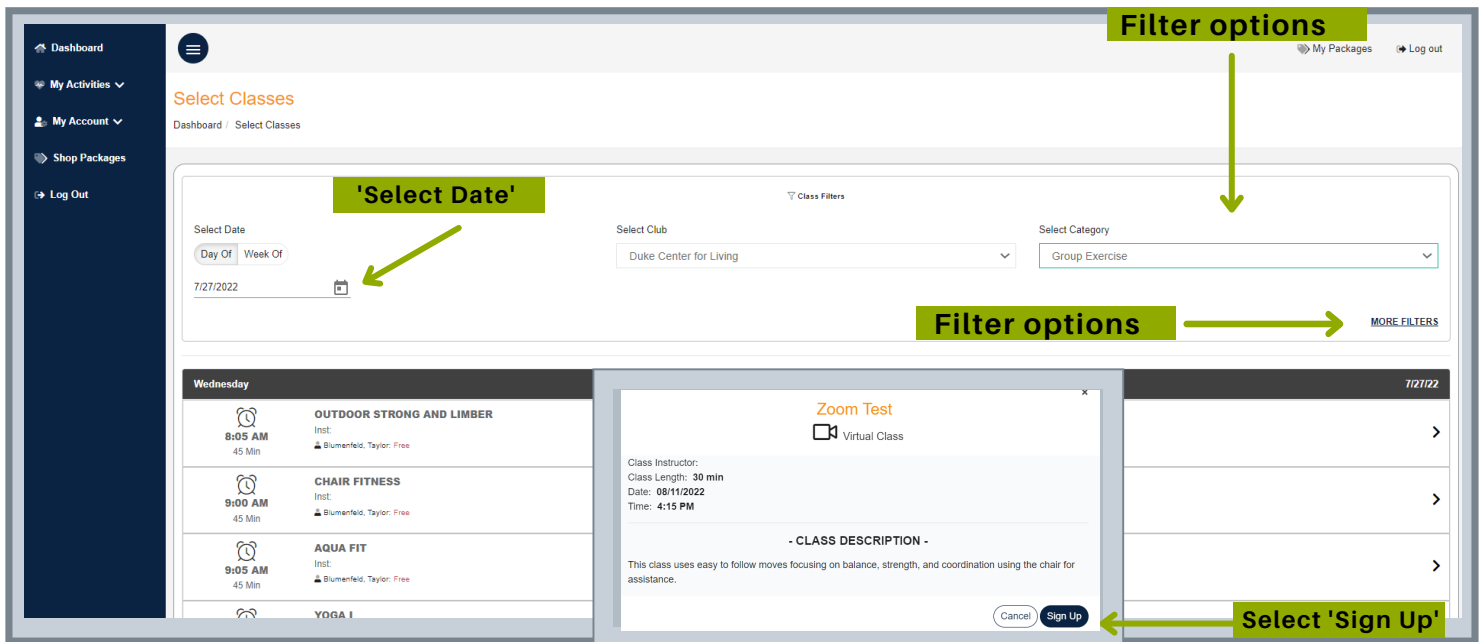 Filter options
Dashboard
My Packages
Log out
My Activities
Select Classes
My Account
Dashboard / Select Classes
Shop Packages
Log Out
'Select Date'
Class Filters
Select Date
Select Club
Select Category
Day Of
Week Of
Duke Center for Living
Group Exercise
7/27/2022
Filter options
MORE FILTERS
Wednesday
7/27/22
8:05 AM
45 Min
OUTDOOR STRONG AND LIMBER
Inst:
Blumenfeld, Taylor: Free
9:00 AM
45 Min
CHAIR FITNESS
Inst:
Blumenfeld, Taylor: Free
9:05 AM
45 Min
AQUA FIT
Inst:
Blumenfeld, Taylor: Free
YOGA I
×
Zoom Test
Virtual Class
Class Instructor:
Class Length: 30 min
Date: 08/11/2022
Time: 4:15 PM
- CLASS DESCRIPTION -
This class uses easy to follow moves focusing on balance, strength, and coordination using the chair for
assistance.
Cancel
Sign Up
Select 'Sign Up'